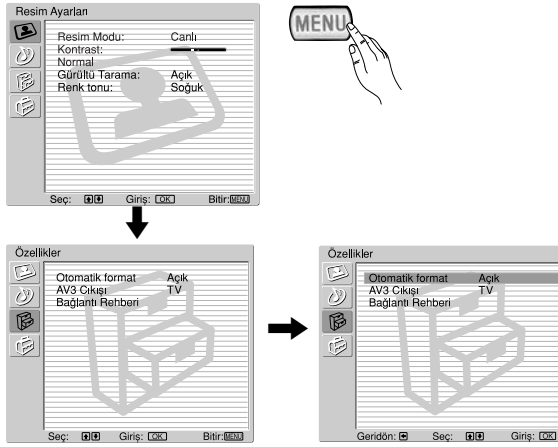 Resim Ayarları
MENU
Resim Modu: Canlı
Kontrast:
Normal
Gürültü Tarama: Açık
Renk tonu: Soğuk
Seç: Giriş: OK Bitir: MENU
Özellikler
Otomatik format Açık
AV3 Cıkışı TV
Bağlantı Rehberi
Seç: Giriş: OK Bitir: MENU
Özellikler
Otomatik format Açık
AV3 Cıkışı TV
Bağlantı Rehberi
Geridön: Seç: Giriş: OK